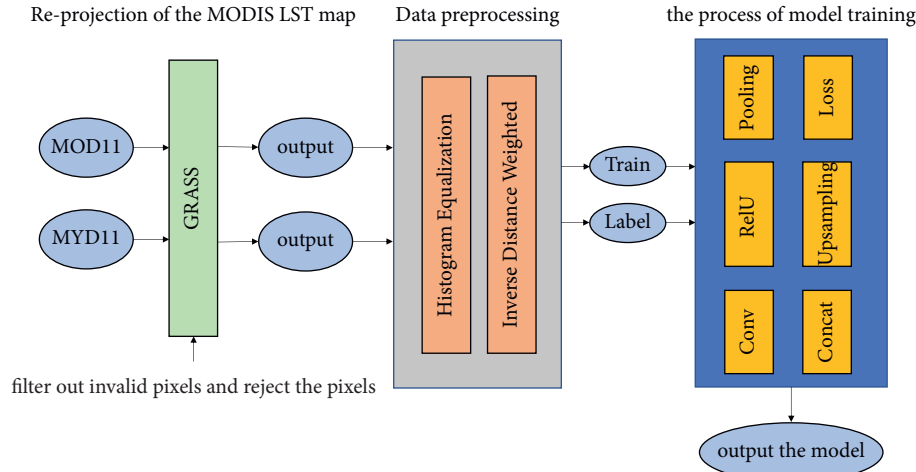 Re-projection of the MODIS LST map
Data preprocessing
the process of model training
MOD11
MYD11
GRASS
output
output
Histogram Equalization
Inverse Distance Weighted
Train
Label
Pooling
Loss
RelU
Upsampling
Conv
Concat
filter out invalid pixels and reject the pixels
output the model